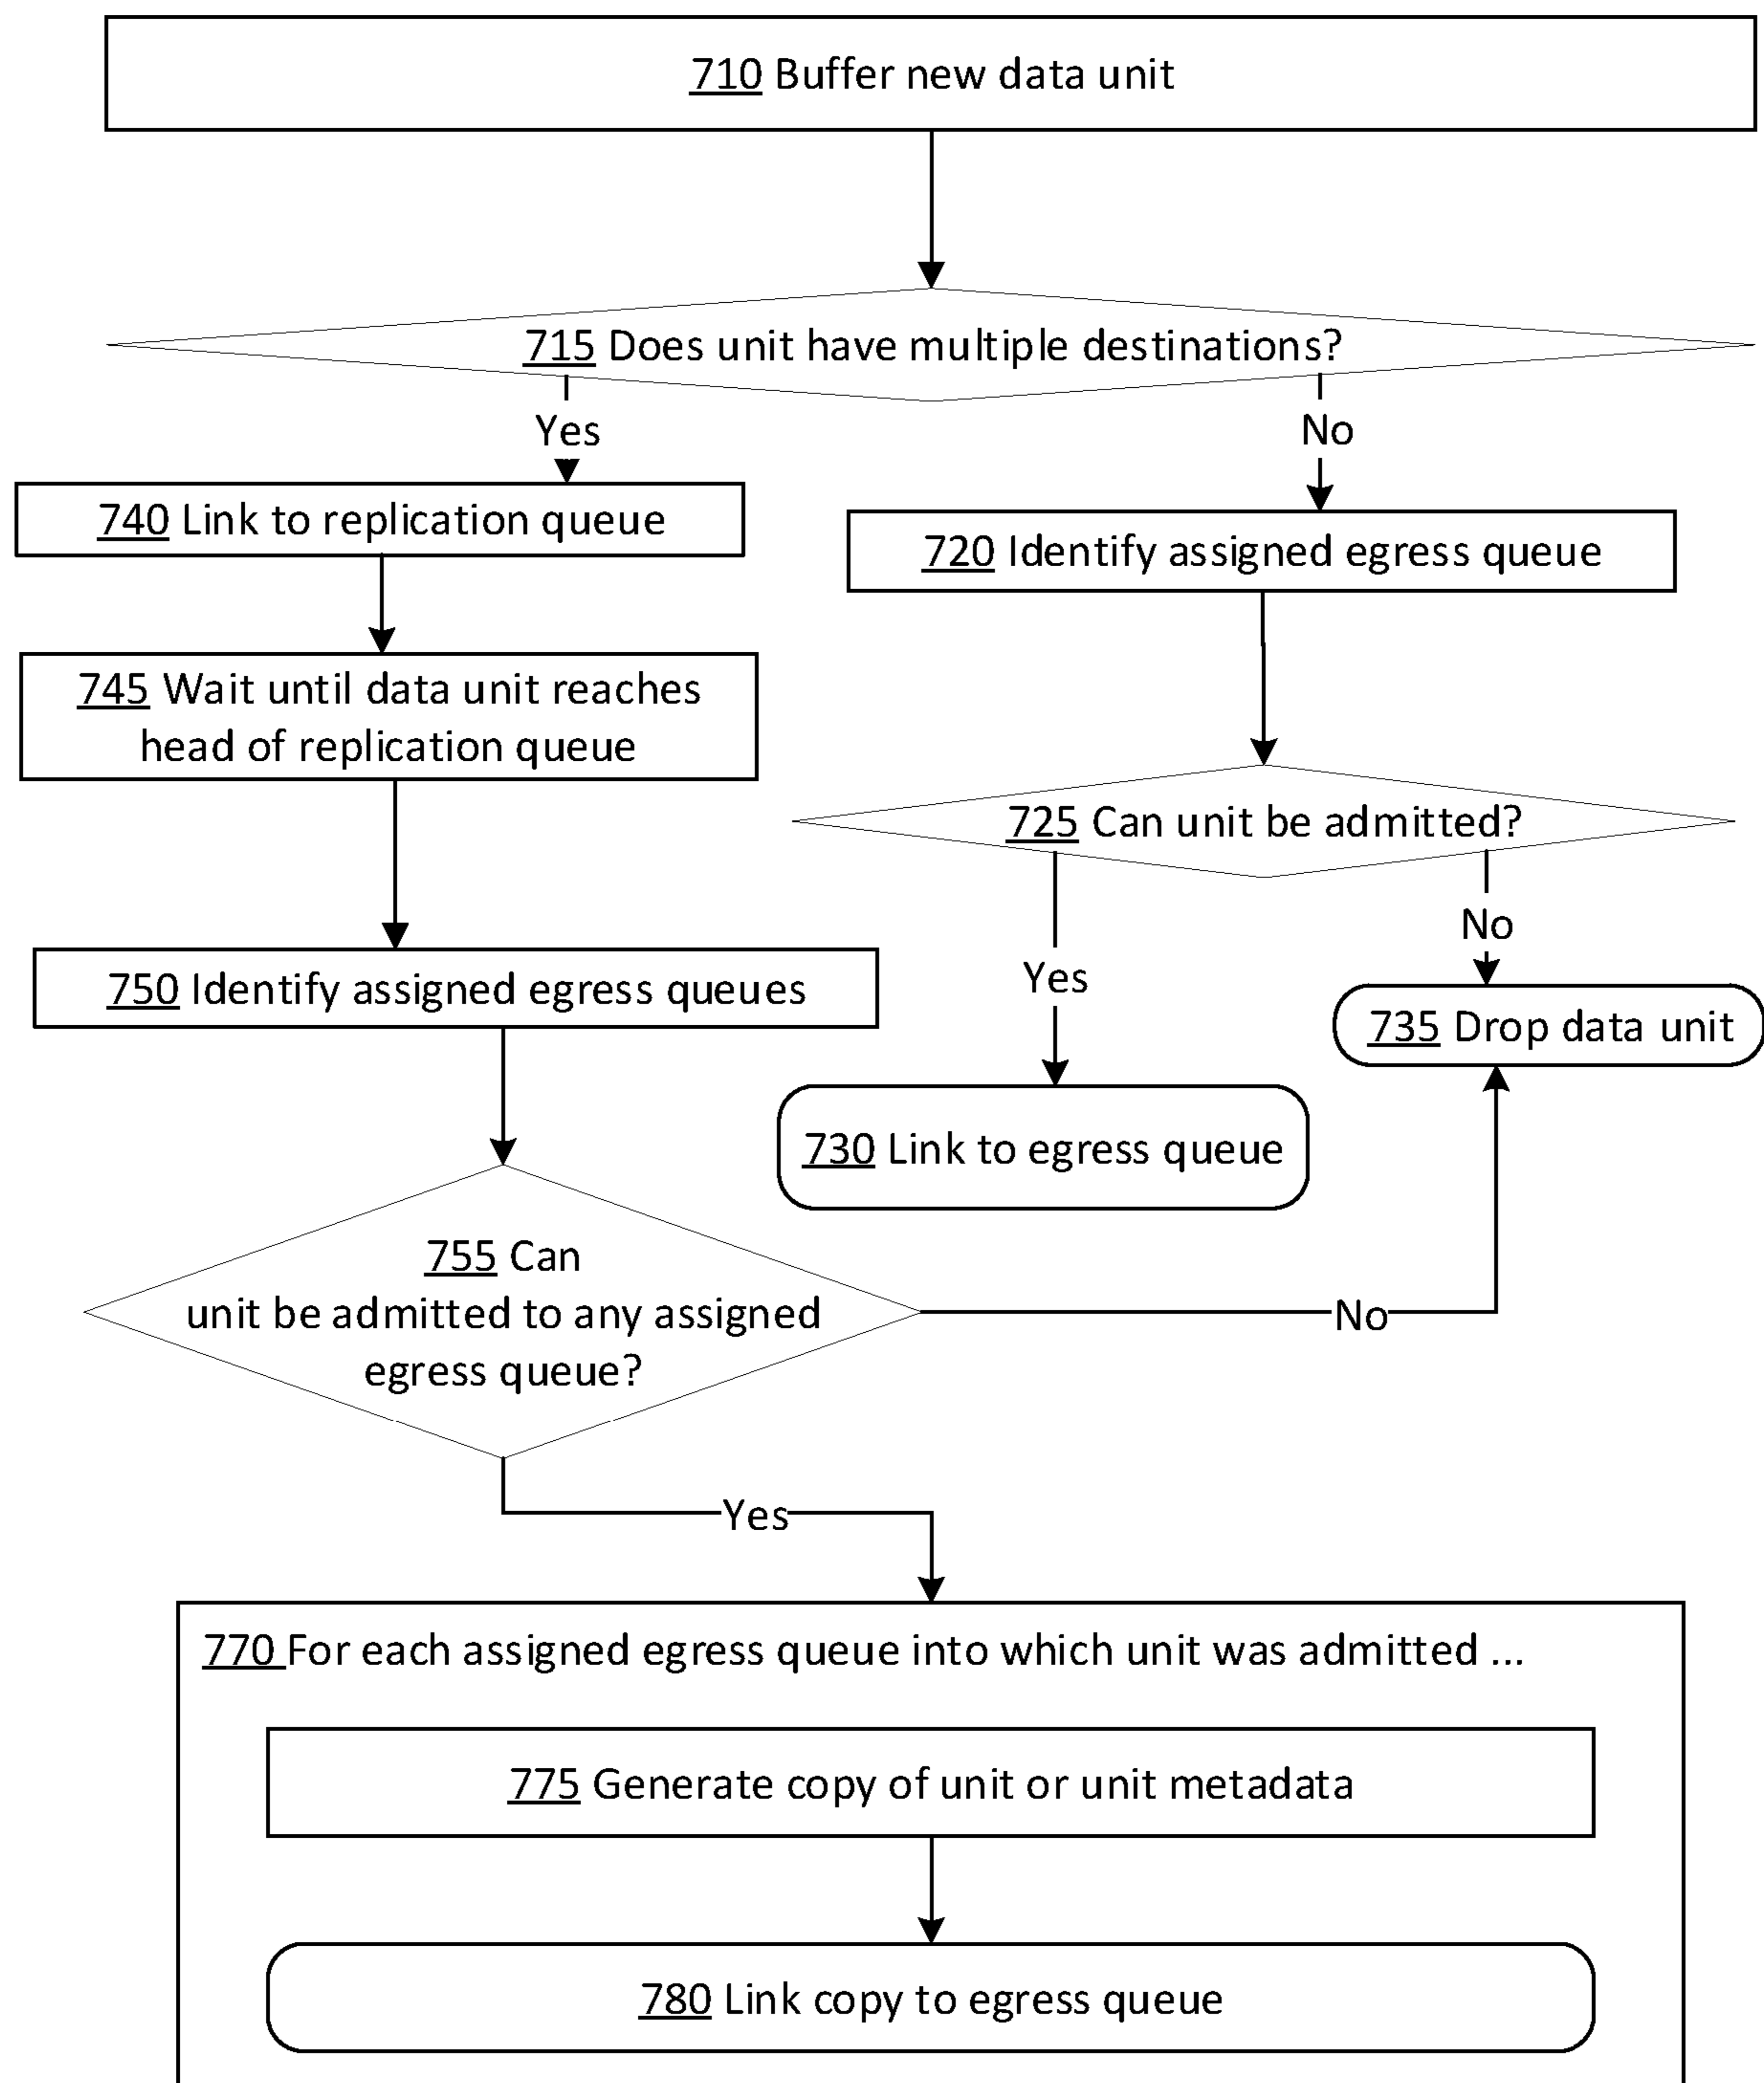 710 Buffer new data unit
715 Does unit have multiple destinations?
Yes
No
740 Link to replication queue
720 Identify assigned egress queue
745 Wait until data unit reaches
head of replication queue
725 Can unit be admitted?
No
Yes
750 Identify assigned egress queues
735 Drop data unit
730 Link to egress queue
755 Can
unit be admitted to any assigned
egress queue?
No
Yes
770 For each assigned egress queue into which unit was admitted ...
775 Generate copy of unit or unit metadata
780 Link copy to egress queue